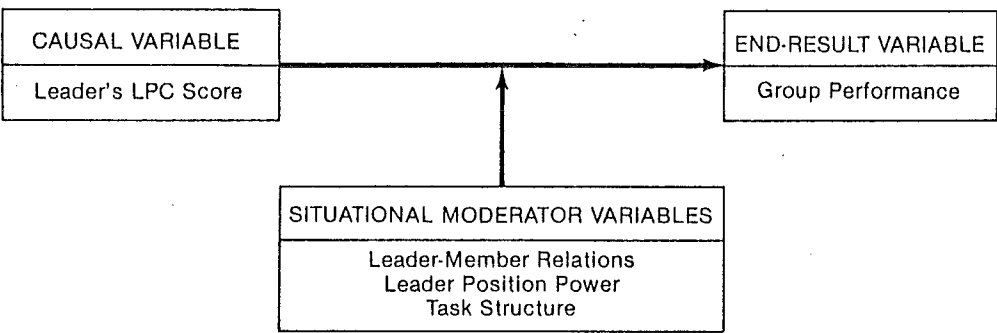 CAUSAL VARIABLE
Leader's LPC Score
END-RESULT VARIABLE
Group Performance
SITUATIONAL MODERATOR VARIABLES
Leader-Member Relations
Leader Position Power
Task Structure